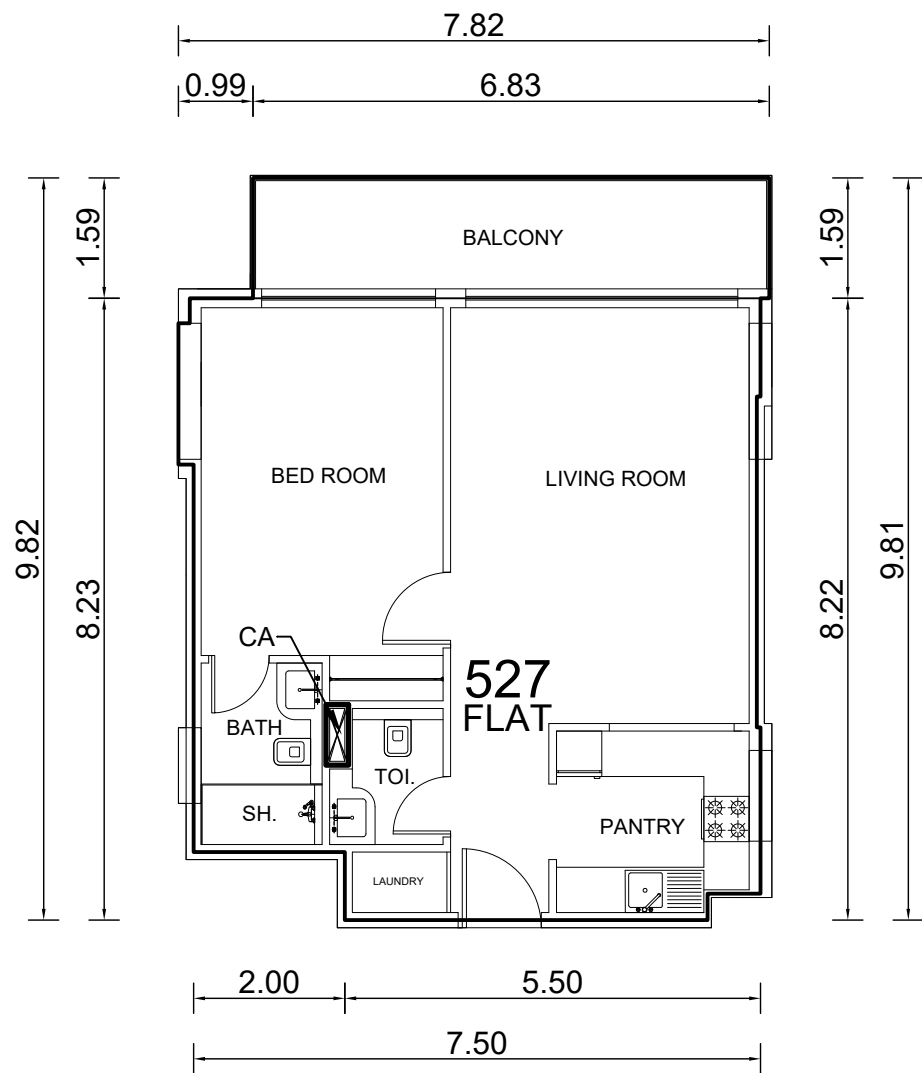 7.82
0.99
6.83
1.59
1.59
BALCONY
BED ROOM
LIVING ROOM
9.82
8.23
8.22
9.81
CA
527
FLAT
BATH
TOI.
SH.
PANTRY
LAUNDRY
2.00
5.50
7.50